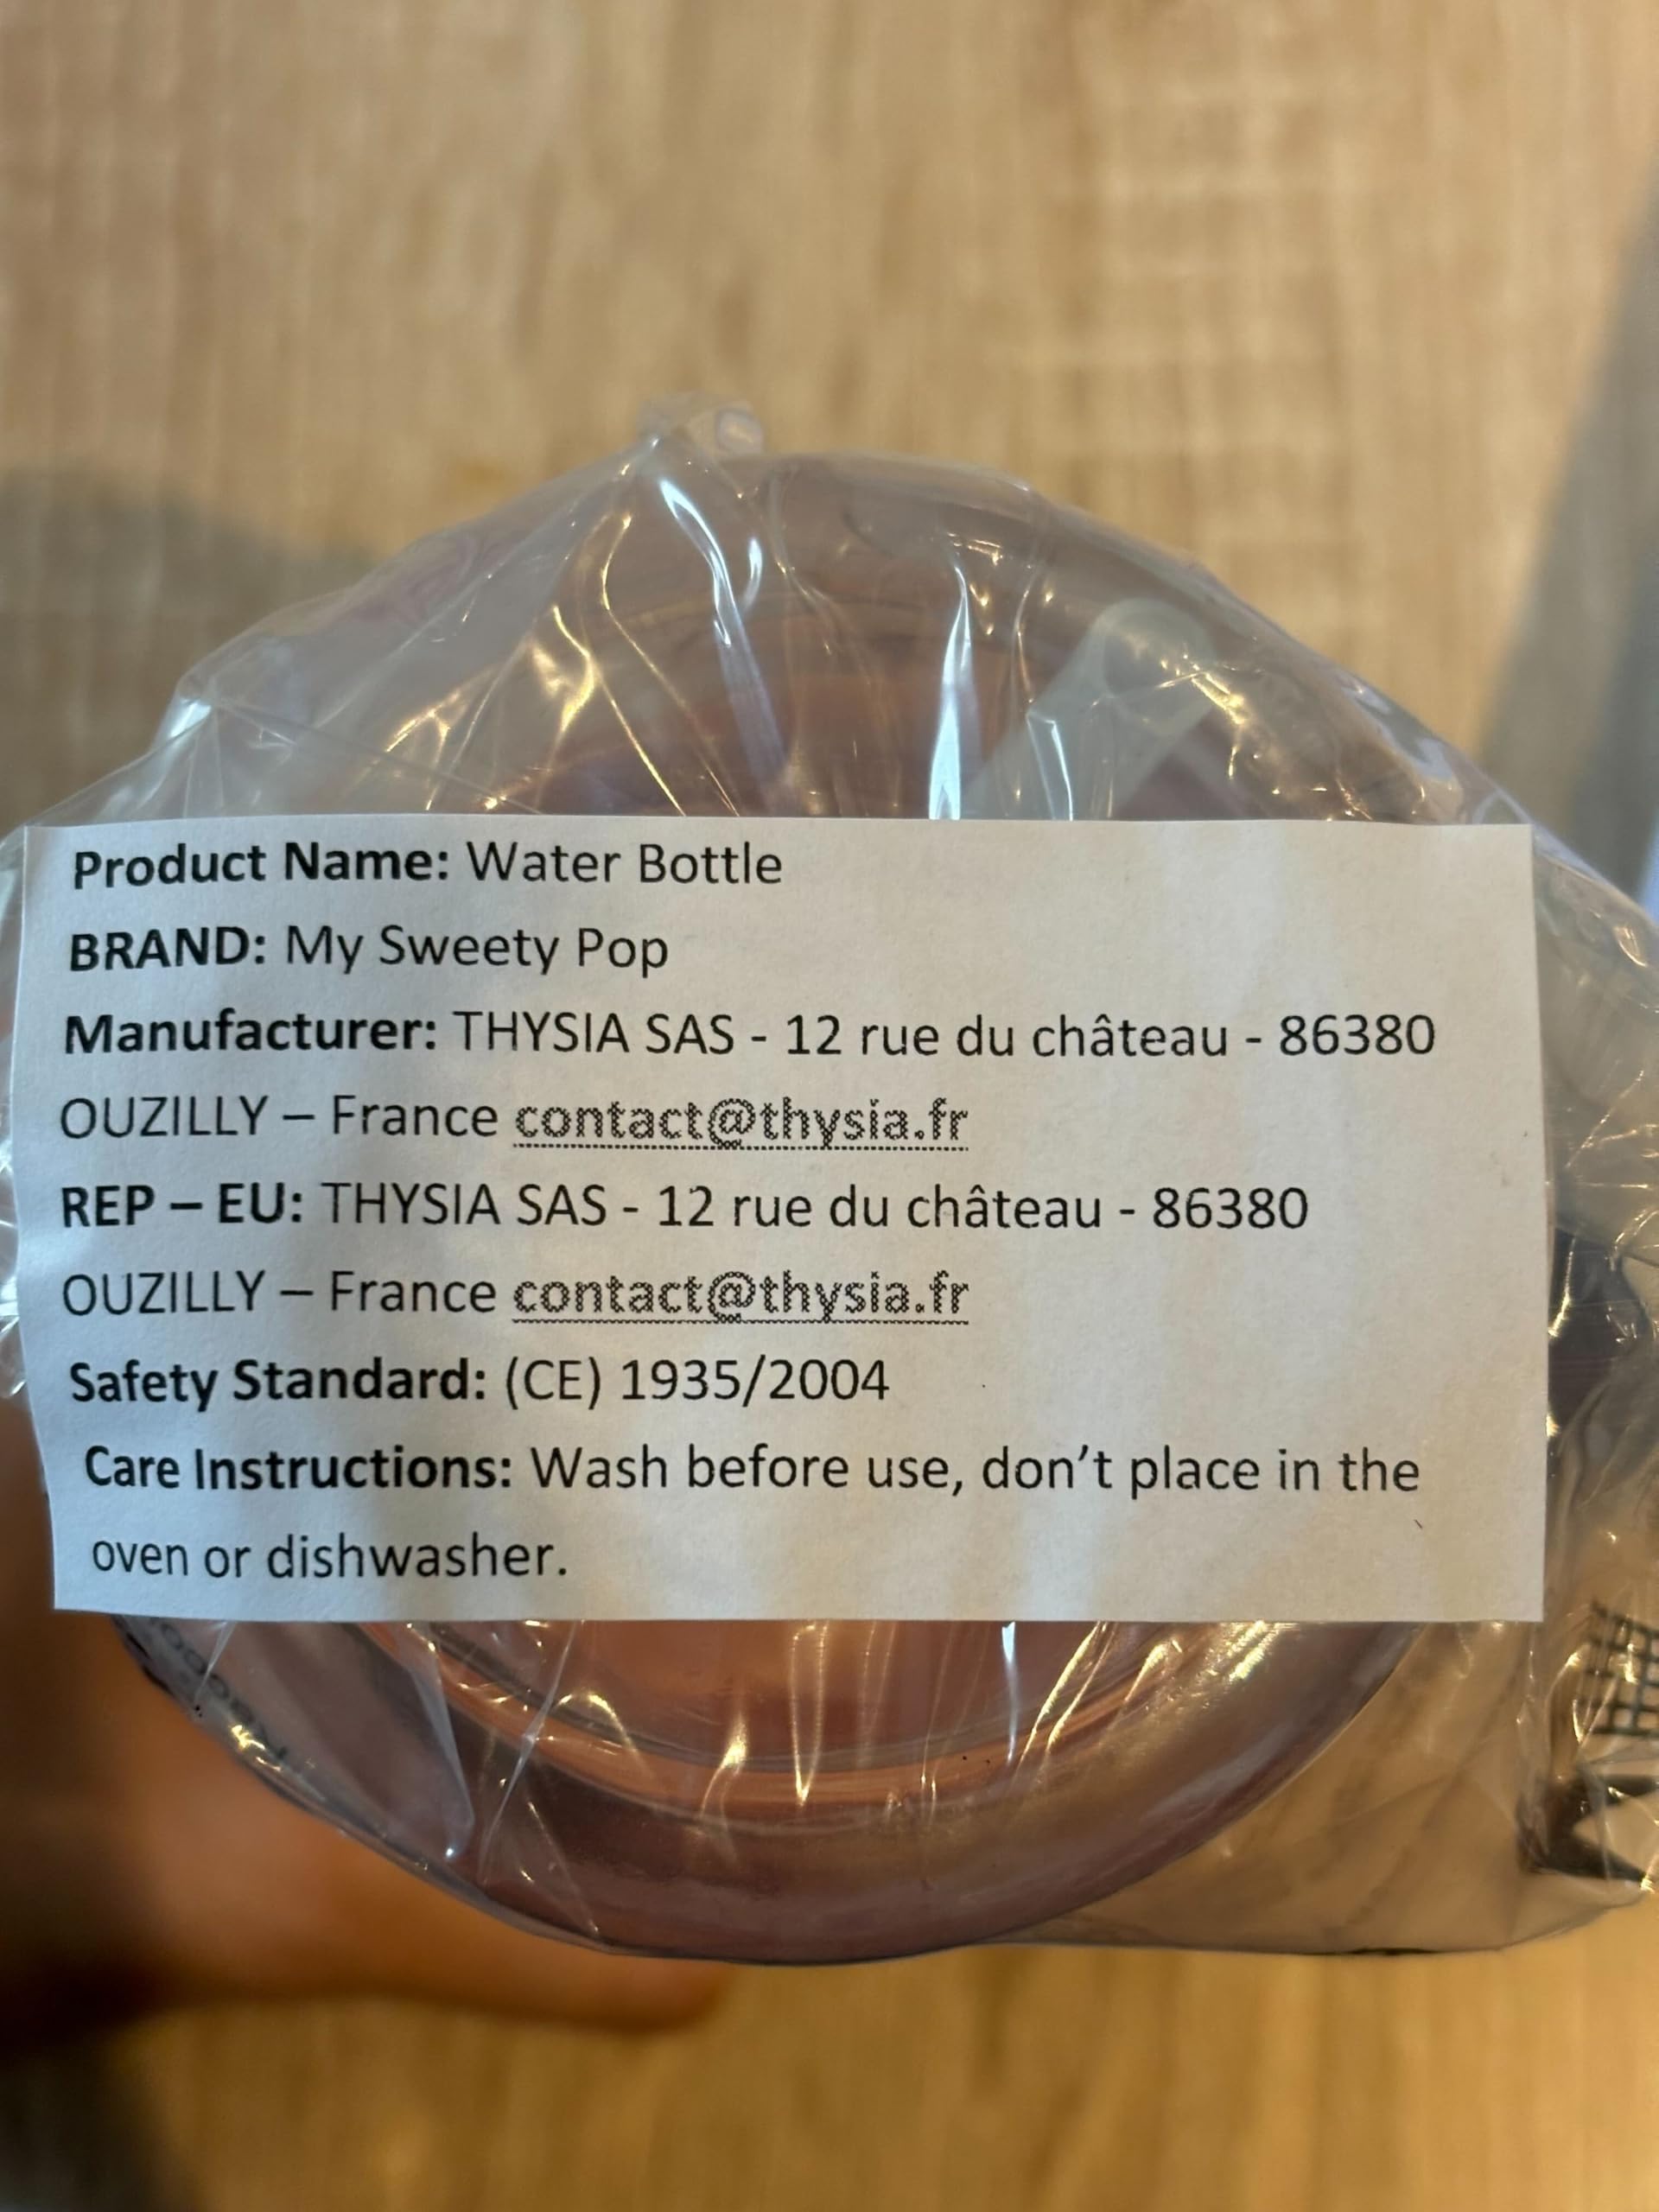 Product Name: Water Bottle
BRAND: My Sweety Pop
Manufacturer: THYSIA SAS - 12 rue du château - 86380
OUZILLY – France contact@thysia.fr
REP – EU: THYSIA SAS - 12 rue du château - 86380
OUZILLY – France contact@thysia.fr
Safety Standard: (CE) 1935/2004
Care Instructions: Wash before use, don’t place in the
oven or dishwasher.